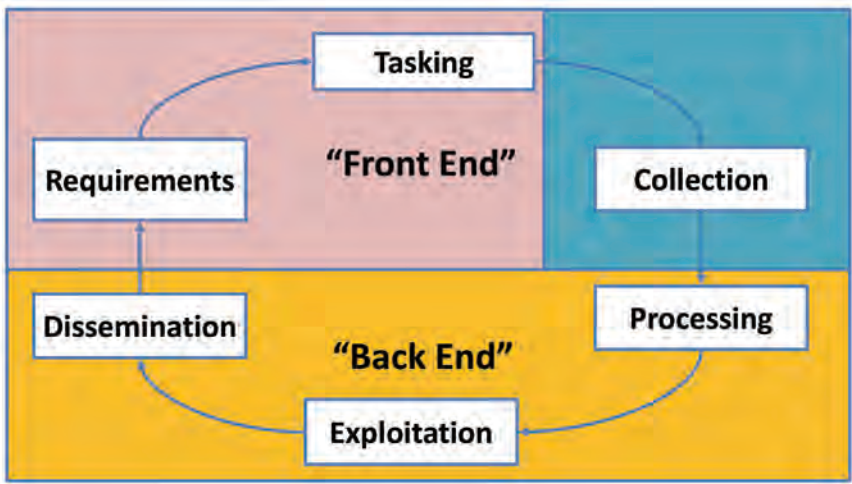 Tasking
“Front End”
Requirements
Collection
Dissemination
Processing
“Back End”
Exploitation